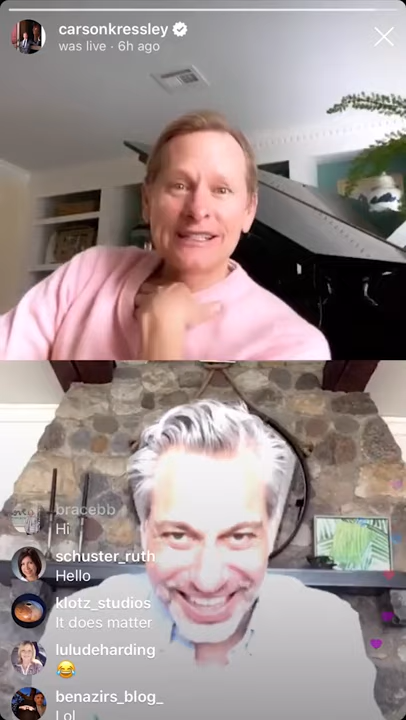 carsonkressley
was live · 6h ago
bracebb
Hi
schuster_ruth
Hello
klotz_studios
It does matter
luludeharding
😂
benazirs_blog_
Lol